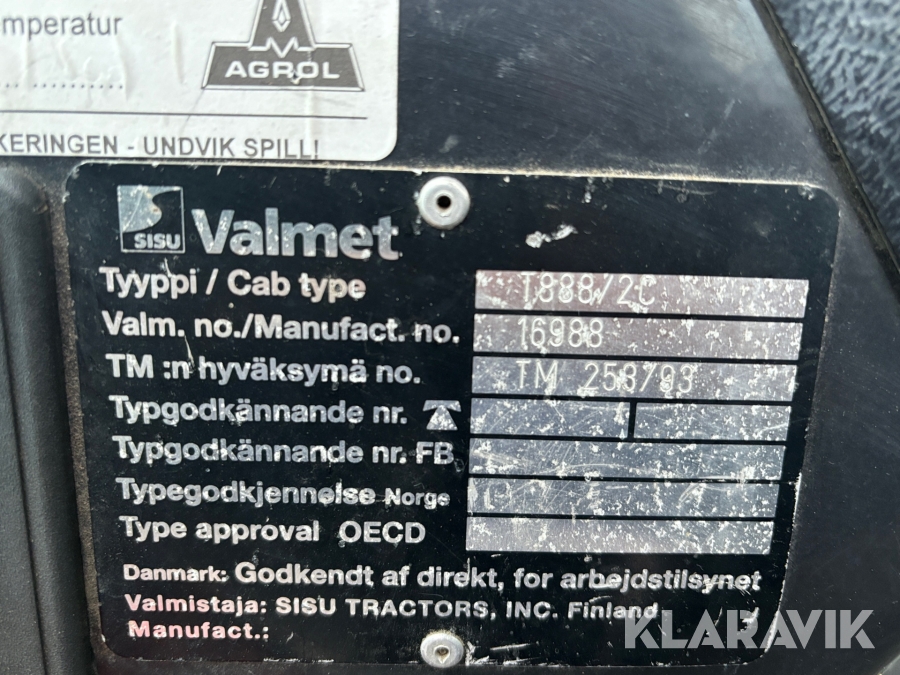 mperatur
AGROL
KERINGEN - UNDVIK SPILL!
SISU Valmet
Tyyppi / Cab type T888/2C
Valm. no./Manufact. no. 16988
TM :n hyväksymä no. TM 258/93
Typgodkännande nr.
Typgodkännande nr. FB
Typegodkjennelse Norge
Type approval OECD
Danmark: Godkendt af direkt, for arbejdstilsynet
Valmistaja: SISU TRACTORS, INC. Finland
Manufact.:
KLARAVIK